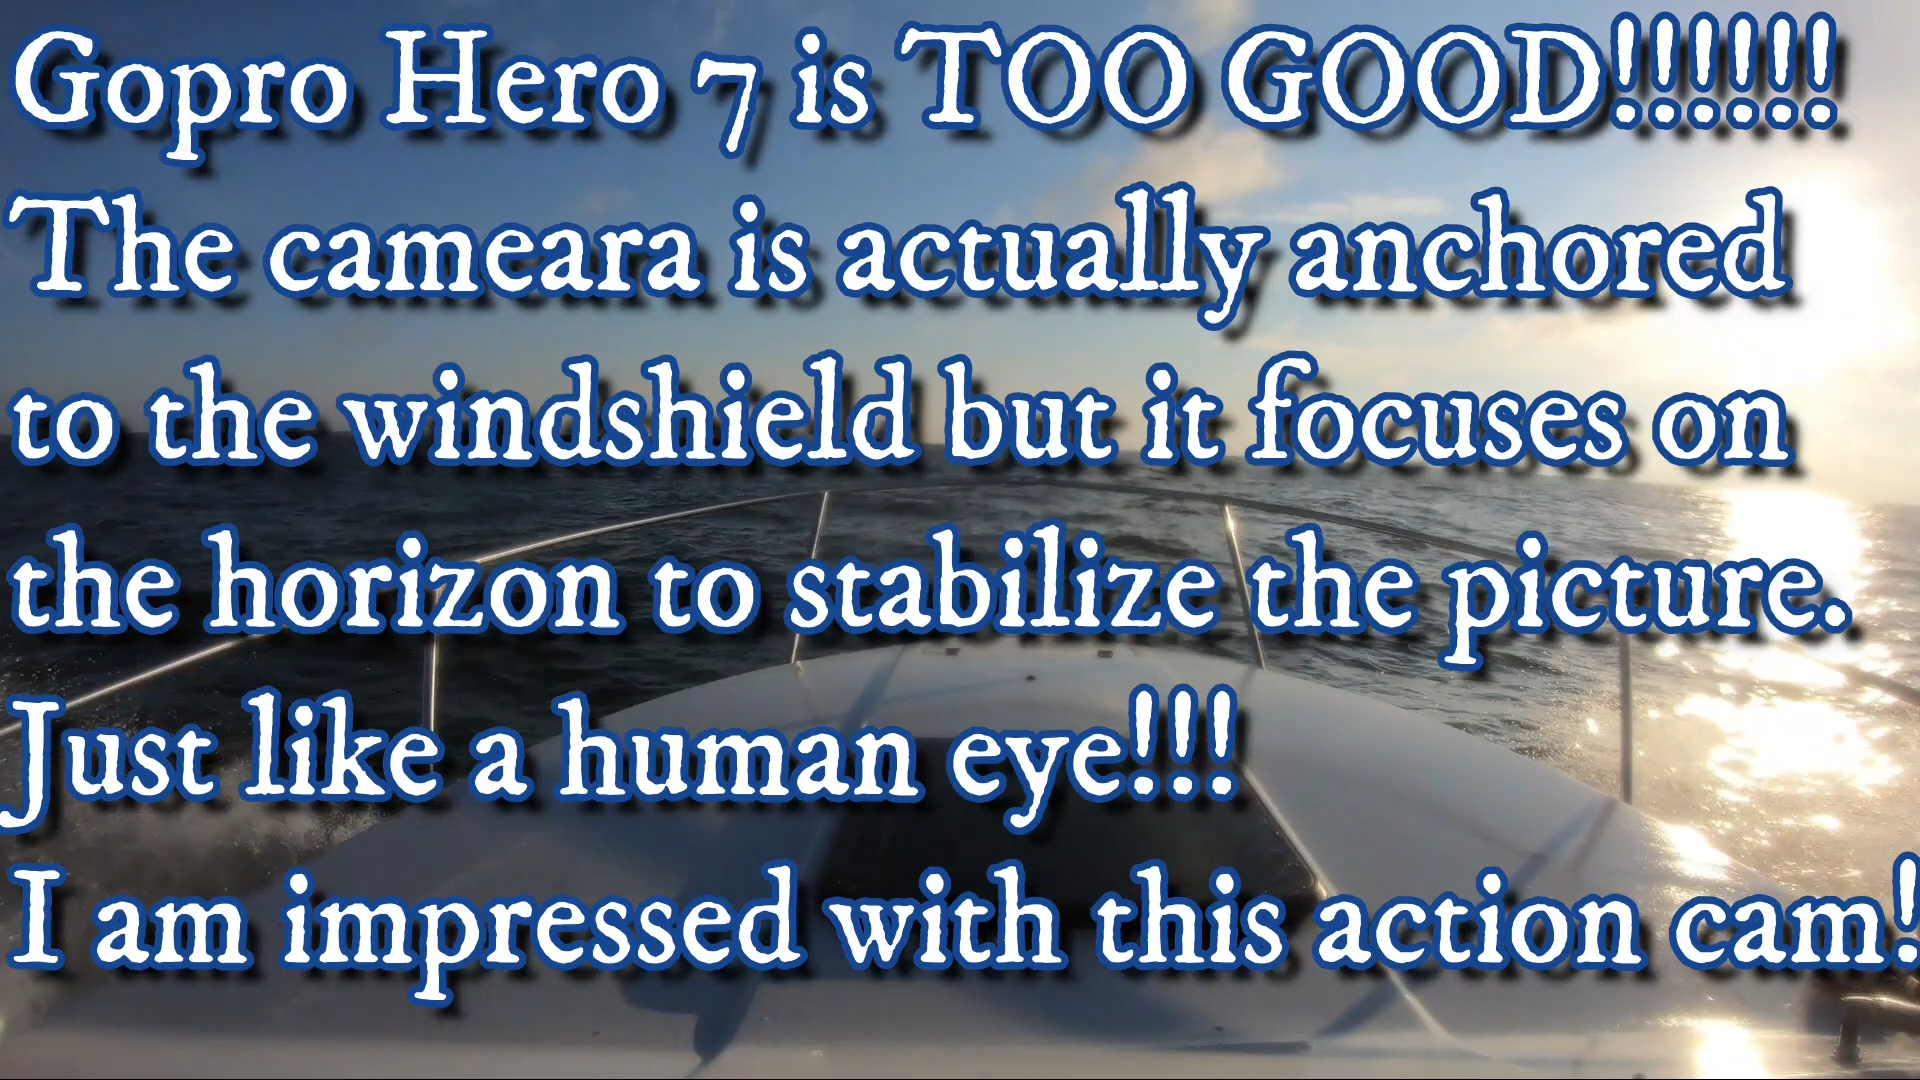 Gopro Hero 7 is TOO GOOD!!!!!!
The cameara is actually anchored
to the windshield but it focuses on
the horizon to stabilize the picture.
Just like a human eye!!!
I am impressed with this action cam!